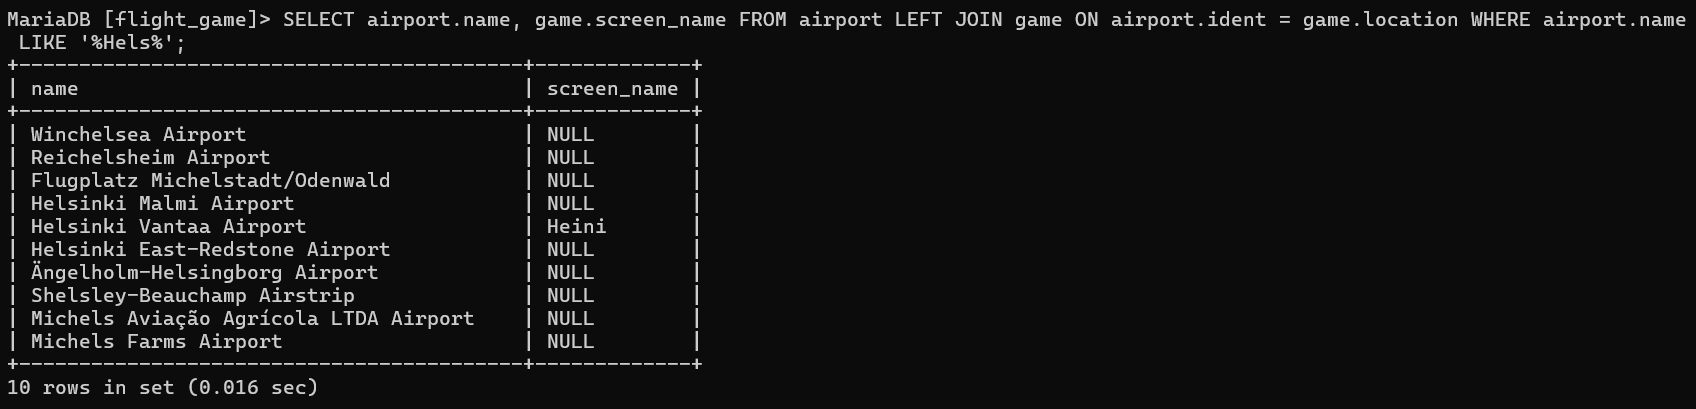 MariaDB [flight_game]> SELECT airport.name, game.screen_name FROM airport LEFT JOIN game ON airport.ident = game.location WHERE airport.name
 LIKE '%Hels%';
+------------------------------------------+-------------+
| name                                     | screen_name |
+------------------------------------------+-------------+
| Winchelsea Airport                       | NULL        |
| Reichelsheim Airport                     | NULL        |
| Flugplatz Michelstadt/Odenwald           | NULL        |
| Helsinki Malmi Airport                   | NULL        |
| Helsinki Vantaa Airport                  | Heini       |
| Helsinki East-Redstone Airport           | NULL        |
| Ängelholm-Helsingborg Airport            | NULL        |
| Shelsley-Beauchamp Airstrip              | NULL        |
| Michels Aviação Agrícola LTDA Airport    | NULL        |
| Michels Farms Airport                    | NULL        |
+------------------------------------------+-------------+
10 rows in set (0.016 sec)